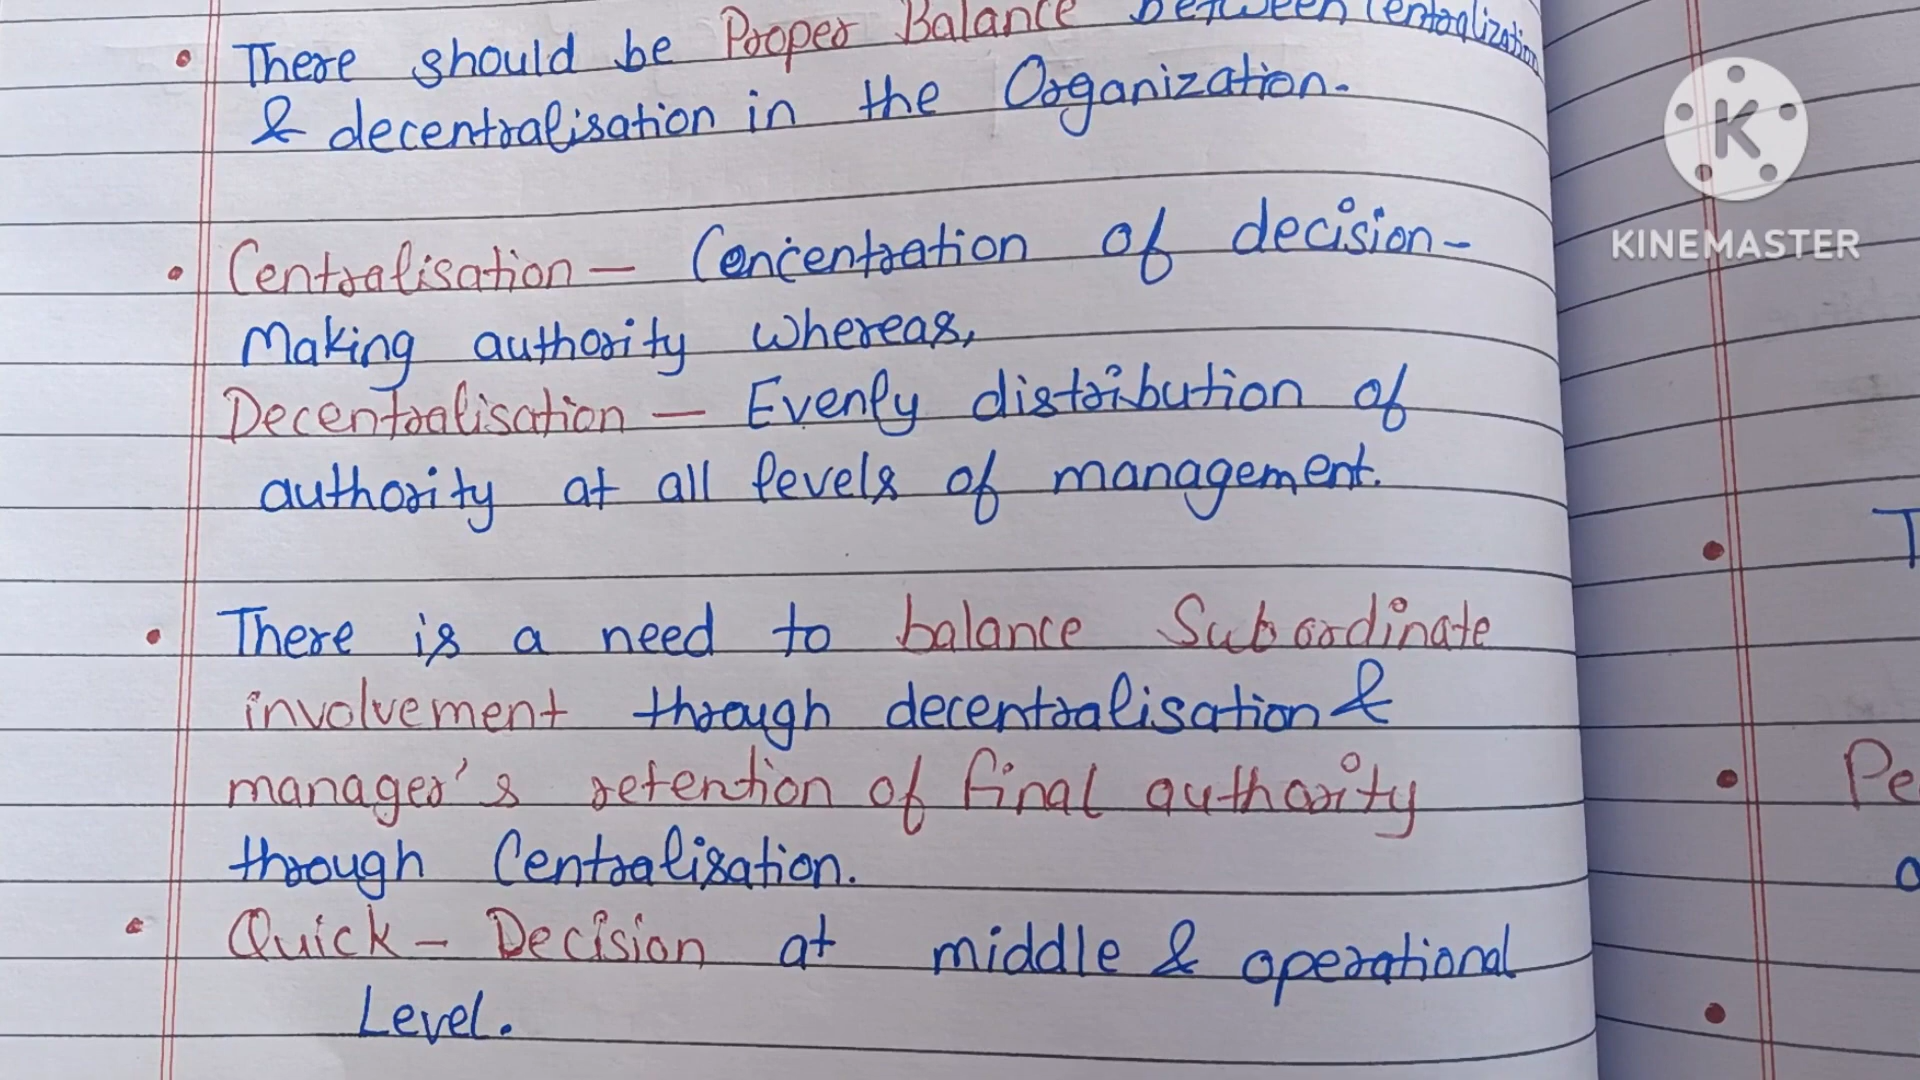 • There should be Proper Balance between Centralization
& decentralisation in the Organization.
• Centralisation — Concentration of decision-
Making authority whereas,
Decentralisation — Evenly distribution of
authority at all levels of management.
• There is a need to balance Subordinate
involvement through decentralisation &
manager's retention of final authority
through Centralisation.
• Quick - Decision at middle & operational
Level.
K
KINEMASTER
T
Pe